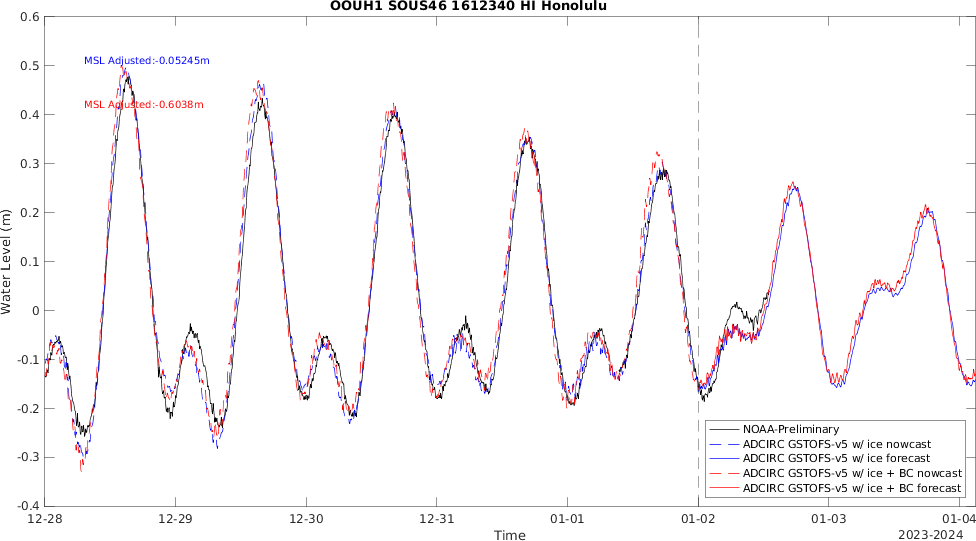 OOUH1 SOUS46 1612340 HI Honolulu
0.6
0.5
0.4
0.3
0.2
0.1
0
-0.1
-0.2
-0.3
-0.4
Water Level (m)
MSL Adjusted:-0.05245m
MSL Adjusted:-0.6038m
NOAA-Preliminary
ADCIRC GSTOFS-v5 w/ ice nowcast
ADCIRC GSTOFS-v5 w/ ice forecast
ADCIRC GSTOFS-v5 w/ ice + BC nowcast
ADCIRC GSTOFS-v5 w/ ice + BC forecast
12-28 12-29 12-30 12-31 01-01 01-02 01-03 01-04
Time
2023-2024